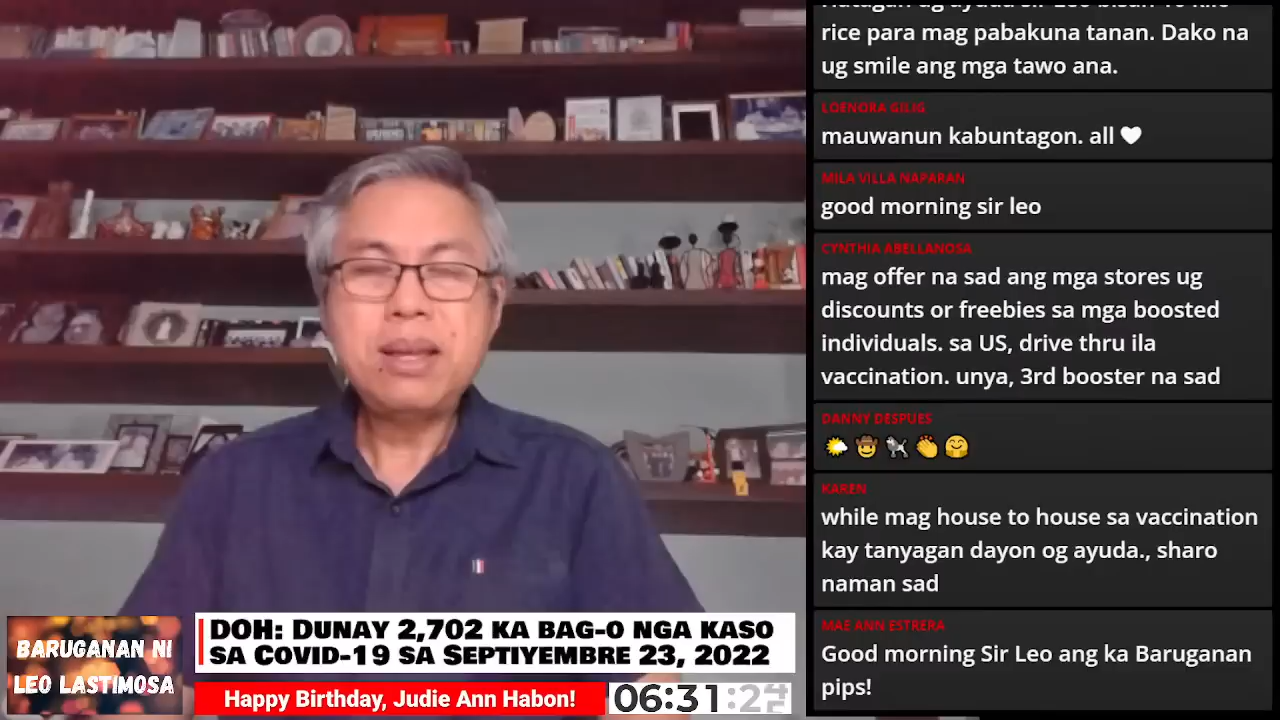 rice para mag pabakuna tanan. Dako na
ug smile ang mga tawo ana.
LOENORA GILIG
mauwanun kabuntagon. all 🤍
MILA VILLA NAPARAN
good morning sir leo
CYNTHIA ABELLANOSA
mag offer na sad ang mga stores ug
discounts or freebies sa mga boosted
individuals. sa US, drive thru ila
vaccination. unya, 3rd booster na sad
DANNY DESPUES
🌤️🤠🐕‍🦺👏🤗
KAREN
while mag house to house sa vaccination
kay tanyagan dayon og ayuda., sharo
naman sad
MAE ANN ESTRERA
Good morning Sir Leo ang ka Baruganan
pips!
BARUGANAN NI
LEO LASTIMOSA
DOH: DUNAY 2,702 KA BAG-O NGA KASO
SA COVID-19 SA SEPTIYEMBRE 23, 2022
Happy Birthday, Judie Ann Habon!
06:31